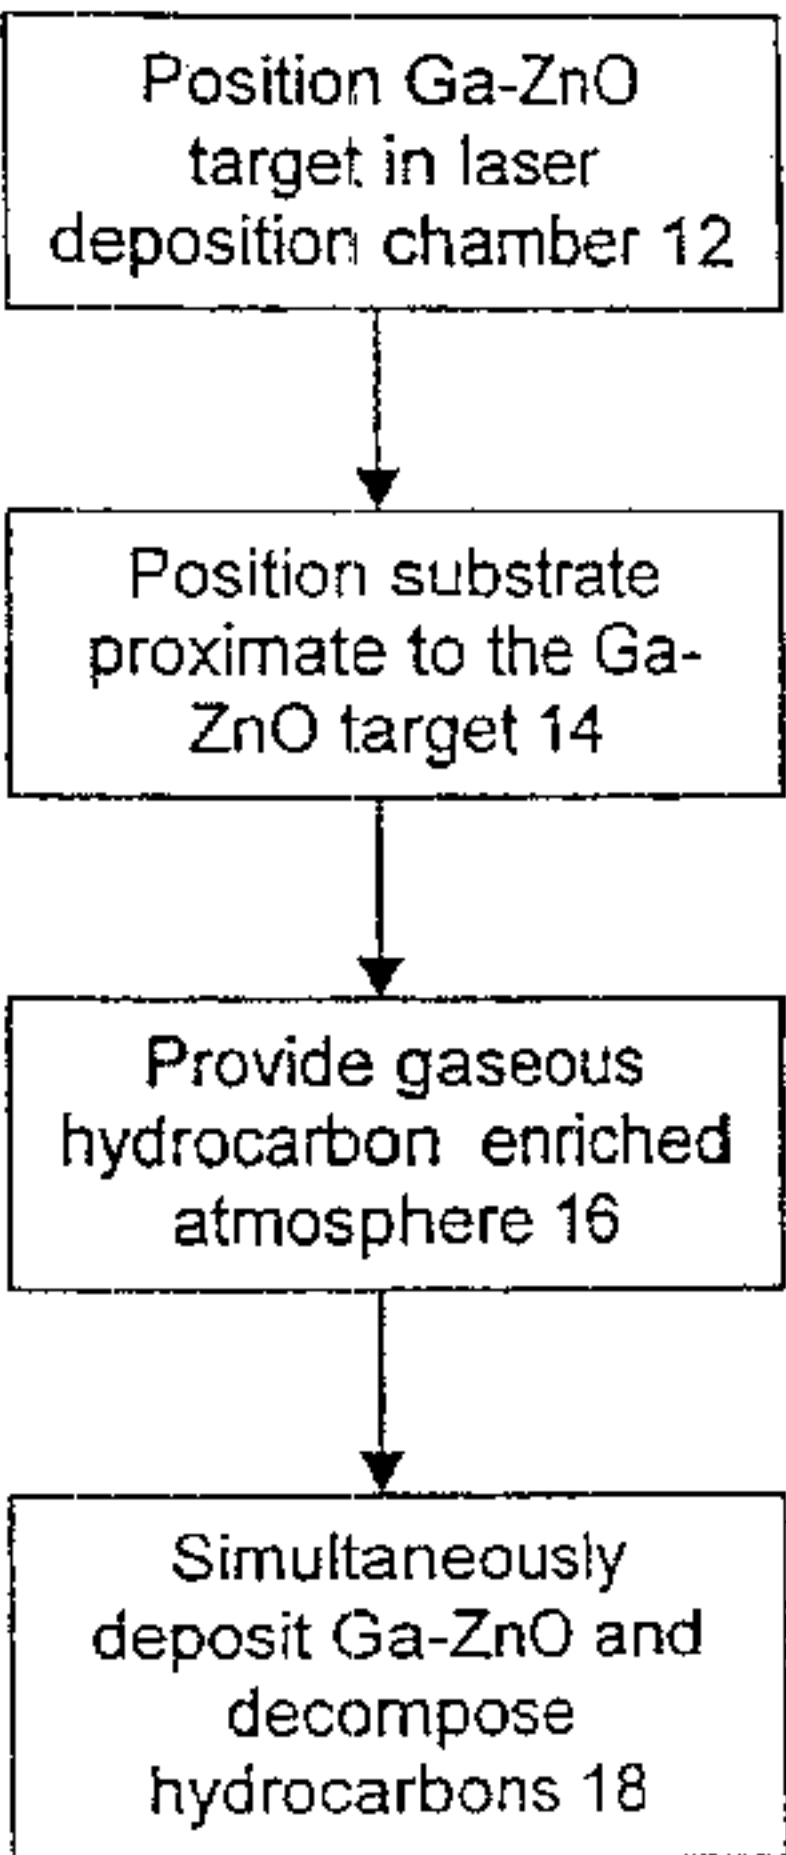 Position Ga-ZnO
target in laser
deposition chamber 12
Position substrate
proximate to the Ga-
ZnO target 14
Provide gaseous
hydrocarbon enriched
atmosphere 16
Simultaneously
deposit Ga-ZnO and
decompose
hydrocarbons 18